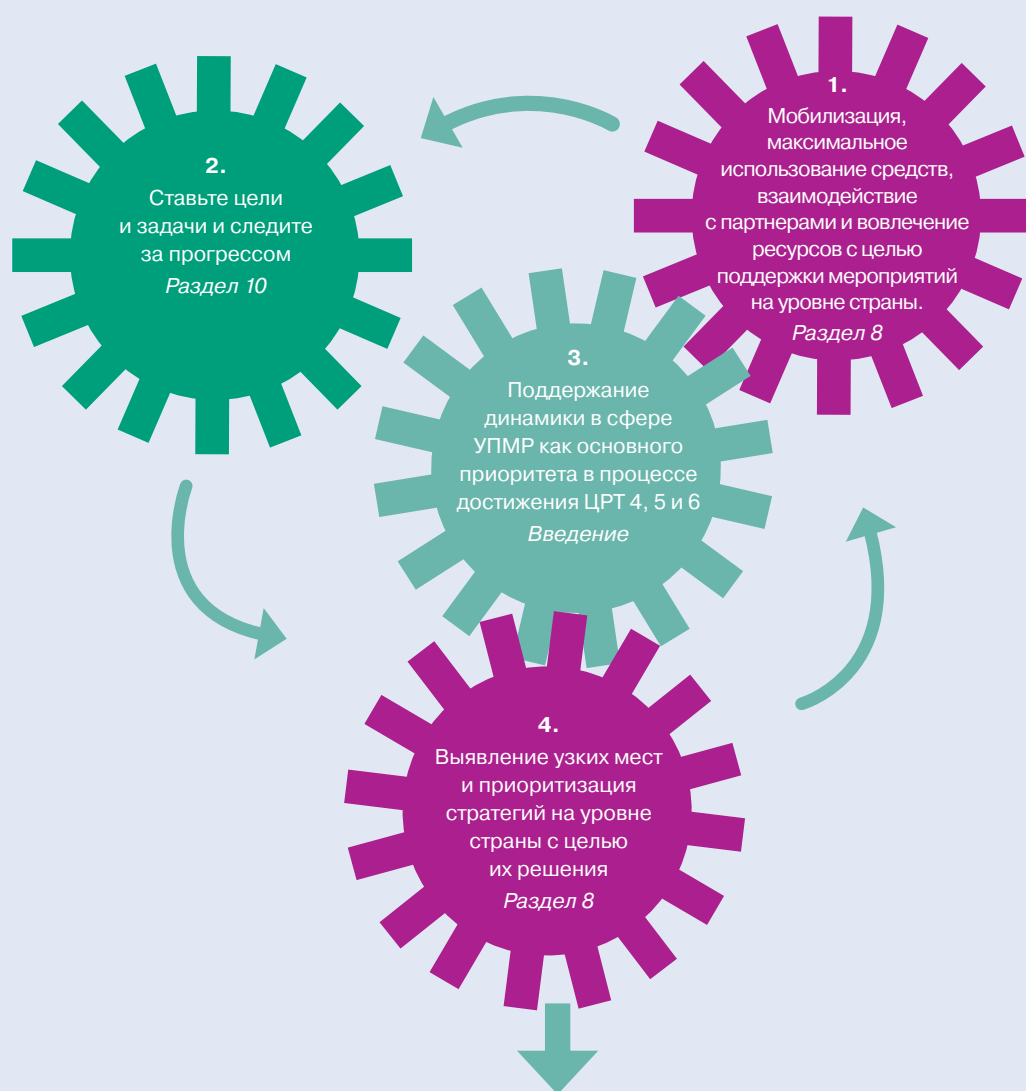 1.
Мобилизация,
максимальное
использование средств,
взаимодействие
с партнерами и вовлечение
ресурсов с целью
поддержки мероприятий
на уровне страны.
Раздел 8
2.
Ставьте цели
и задачи и следите
за прогрессом
Раздел 10
3.
Поддержание
динамики в сфере
УПМР как основного
приоритета в процессе
достижения ЦРТ 4, 5 и 6
Введение
4.
Выявление узких мест
и приоритизация
стратегий на уровне
страны с целью
их решения
Раздел 8